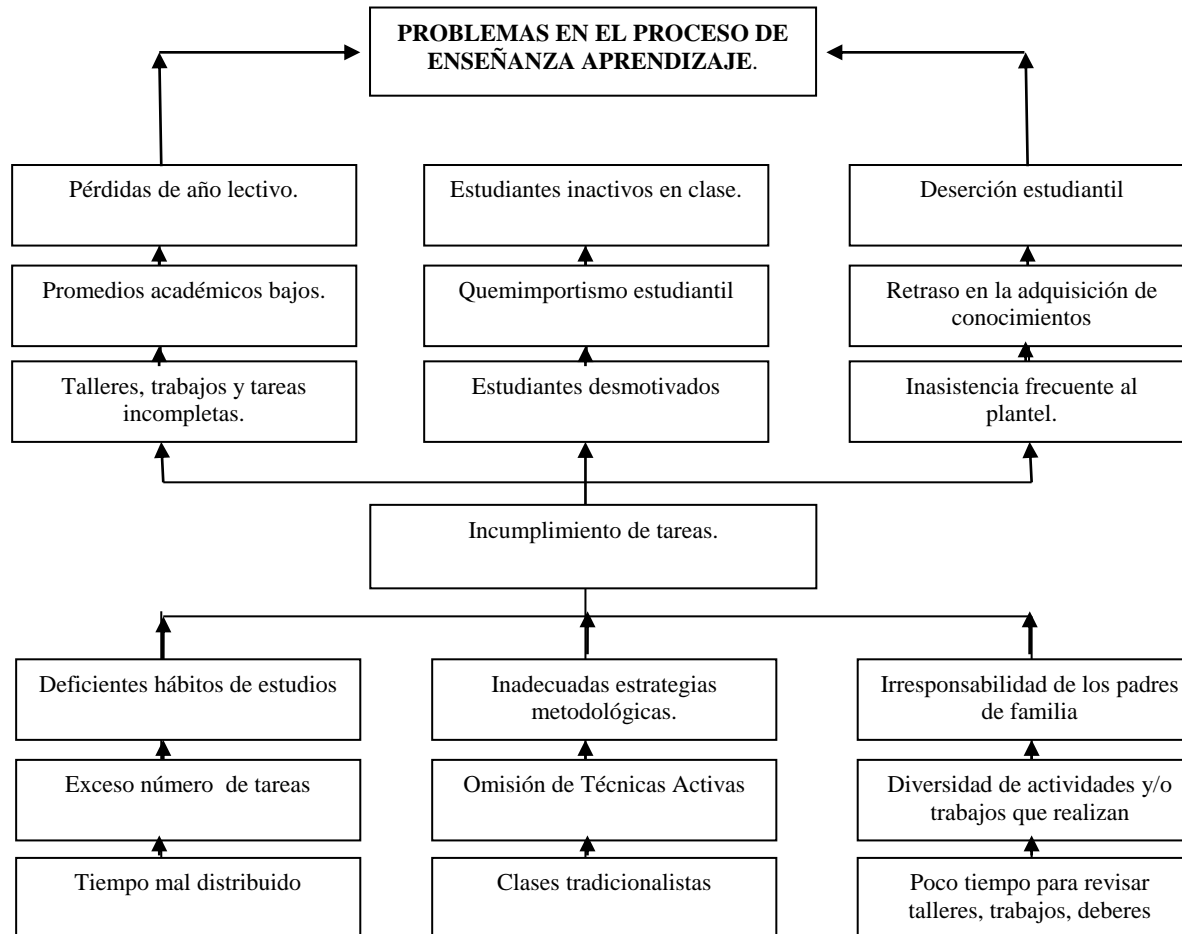 PROBLEMAS EN EL PROCESO DE
ENSEÑANZA APRENDIZAJE.
Pérdidas de año lectivo.
Estudiantes inactivos en clase.
Deserción estudiantil
Promedios académicos bajos.
Quemimportismo estudiantil
Retraso en la adquisición de
conocimientos
Talleres, trabajos y tareas
incompletas.
Estudiantes desmotivados
Inasistencia frecuente al
plantel.
Incumplimiento de tareas.
Deficientes hábitos de estudios
Inadecuadas estrategias
metodológicas.
Irresponsabilidad de los padres
de familia
Exceso número  de tareas
Omisión de Técnicas Activas
Diversidad de actividades y/o
trabajos que realizan
Tiempo mal distribuido
Clases tradicionalistas
Poco tiempo para revisar
talleres, trabajos, deberes